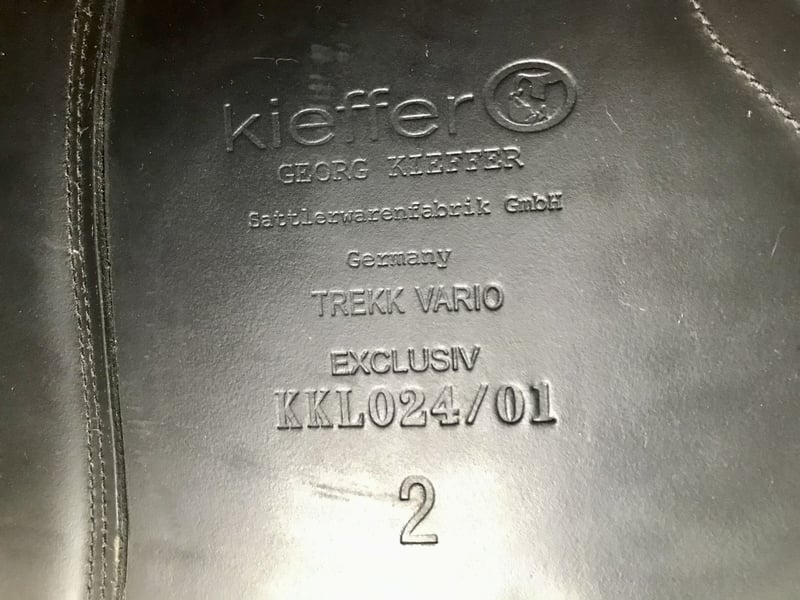 kieffer
GEORG KIEFFER
Sattlerwarenfabrik GmbH
Germany
TREKK VARIO
EXCLUSIV
KKL024/01
2